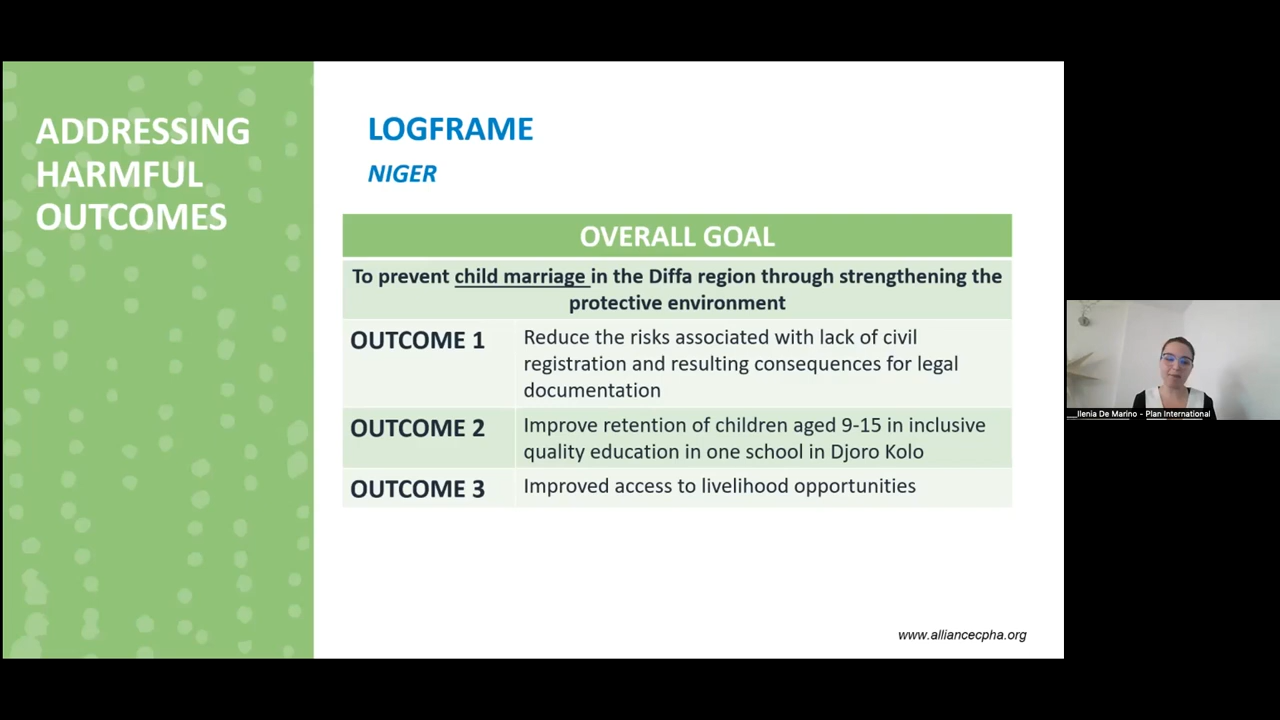 ADDRESSING
HARMFUL
OUTCOMES
LOGFRAME
NIGER
OVERALL GOAL
To prevent child marriage in the Diffa region through strengthening the
protective environment
OUTCOME 1
Reduce the risks associated with lack of civil
registration and resulting consequences for legal
documentation
OUTCOME 2
Improve retention of children aged 9-15 in inclusive
quality education in one school in Djoro Kolo
OUTCOME 3
Improved access to livelihood opportunities
www.alliancecpha.org
Ilenia De Marino - Plan International